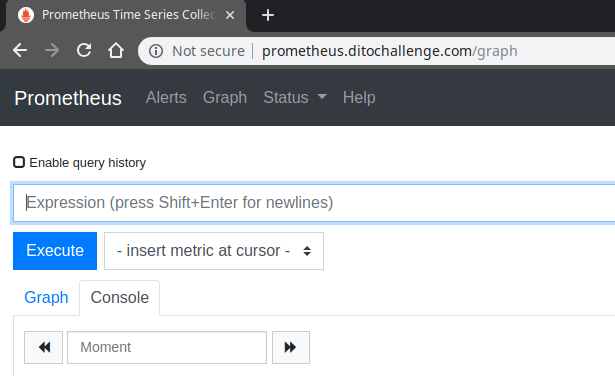 Prometheus Time Series Collec
Not secure | prometheus.ditochallenge.com/graph
Prometheus Alerts Graph Status Help
Enable query history
Expression (press Shift+Enter for newlines)
Execute - insert metric at cursor -
Graph Console
Moment